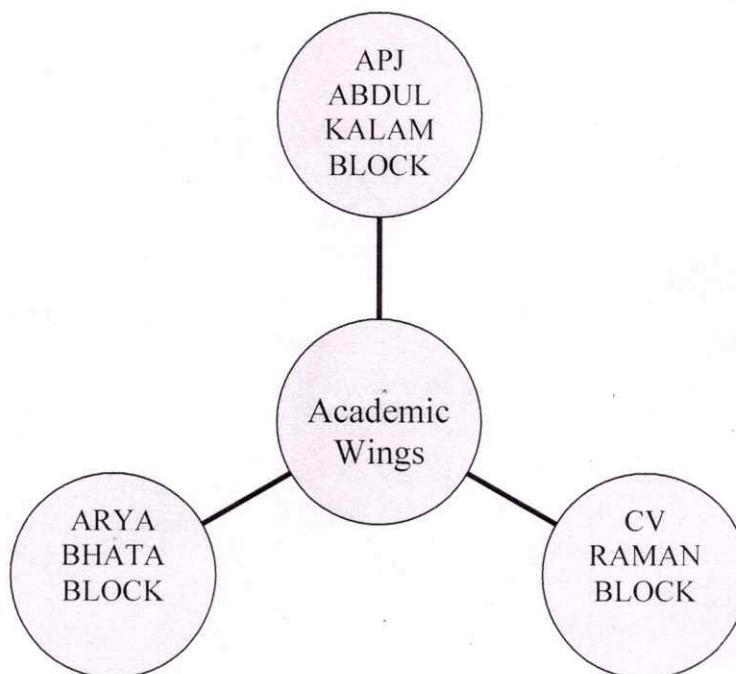 APJ
ABDUL
KALAM
BLOCK
Academic
Wings
ARYA
BHATA
BLOCK
CV
RAMAN
BLOCK